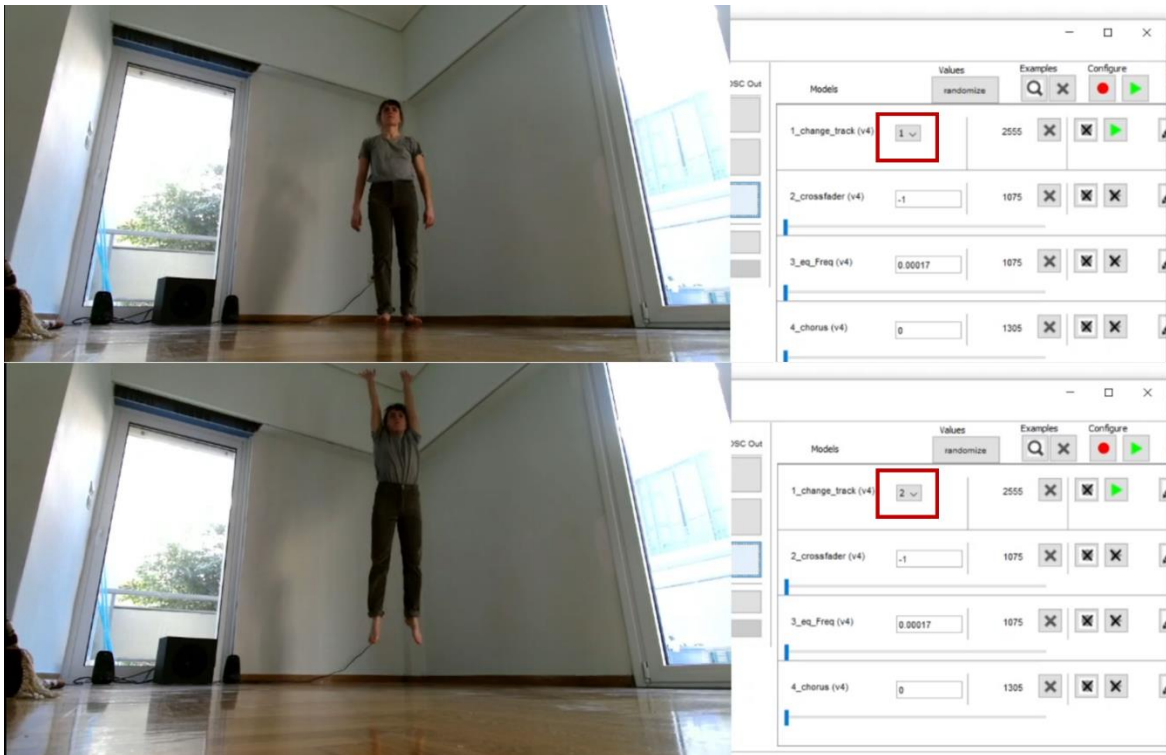 Values Examples Configure
OSC Out Models randomize
1_change_track (v4) 1 2555
2_crossfader (v4) -1 1075
3_eq_Freq (v4) 0.00017 1075
4_chorus (v4) 0 1305
Values Examples Configure
OSC Out Models randomize
1_change_track (v4) 2 2555
2_crossfader (v4) -1 1075
3_eq_Freq (v4) 0.00017 1075
4_chorus (v4) 0 1305